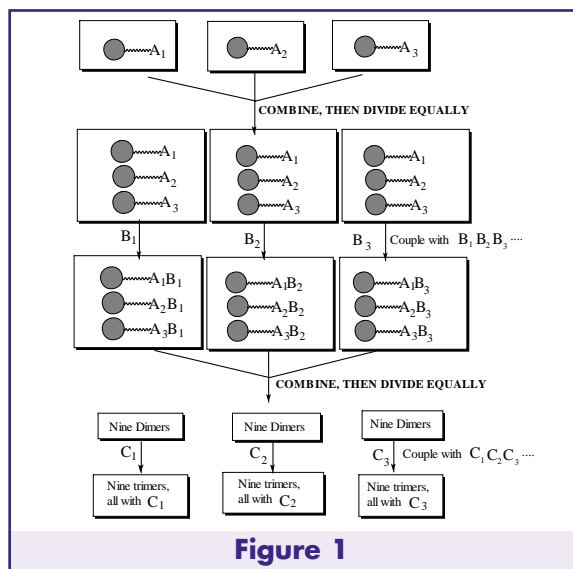 A1 A2 A3
COMBINE, THEN DIVIDE EQUALLY
A1 A1 A1
A2 A2 A2
A3 A3 A3
B1 B2 B3 Couple with B1 B2 B3 ....
A1B1 A1B2 A1B3
A2B1 A2B2 A2B3
A3B1 A3B2 A3B3
COMBINE, THEN DIVIDE EQUALLY
Nine Dimers Nine Dimers Nine Dimers
C1 C2 C3 Couple with C1 C2 C3 ....
Nine trimers, Nine trimers, Nine trimers,
all with C1 all with C2 all with C3
Figure 1